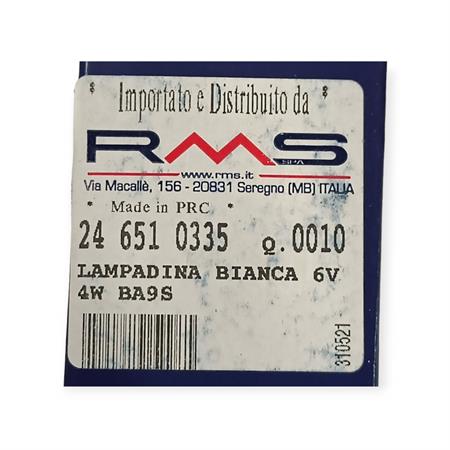 * Importato e Distribuito da *
RMS SPA
www.rms.it
Via Macallè, 156 - 20831 Seregno (MB) ITALIA
* Made in PRC *
24 651 0335 Q.0010
LAMPADINA BIANCA 6V
4W BA9S
310521